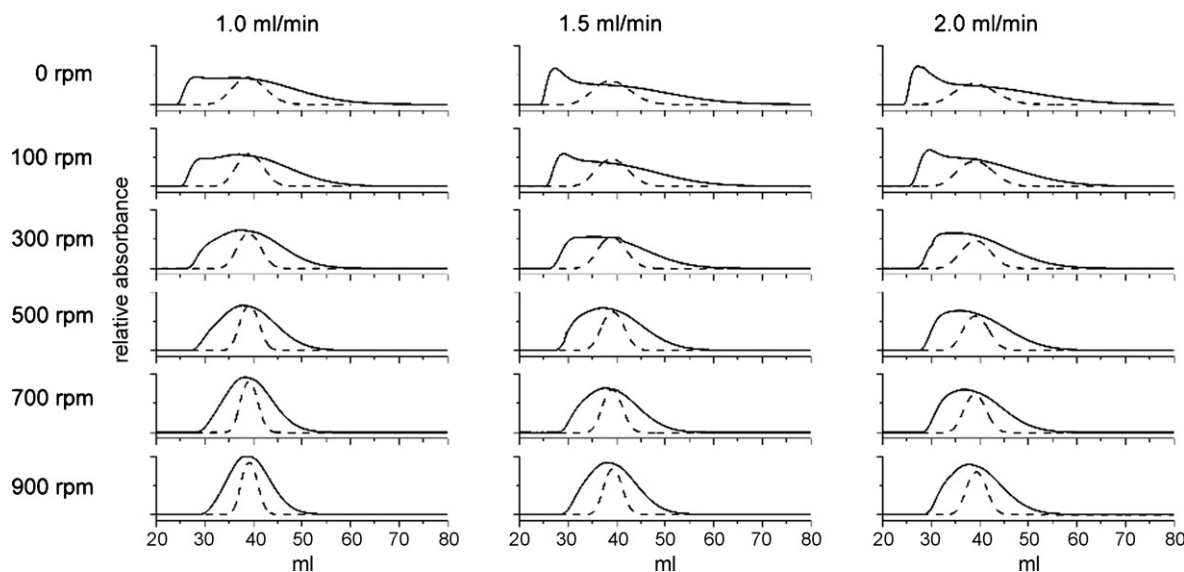 1.0 ml/min 1.5 ml/min 2.0 ml/min
0 rpm
100 rpm
300 rpm
500 rpm
700 rpm
900 rpm
relative absorbance
20 30 40 50 60 70 80 20 30 40 50 60 70 80 20 30 40 50 60 70 80
ml ml ml